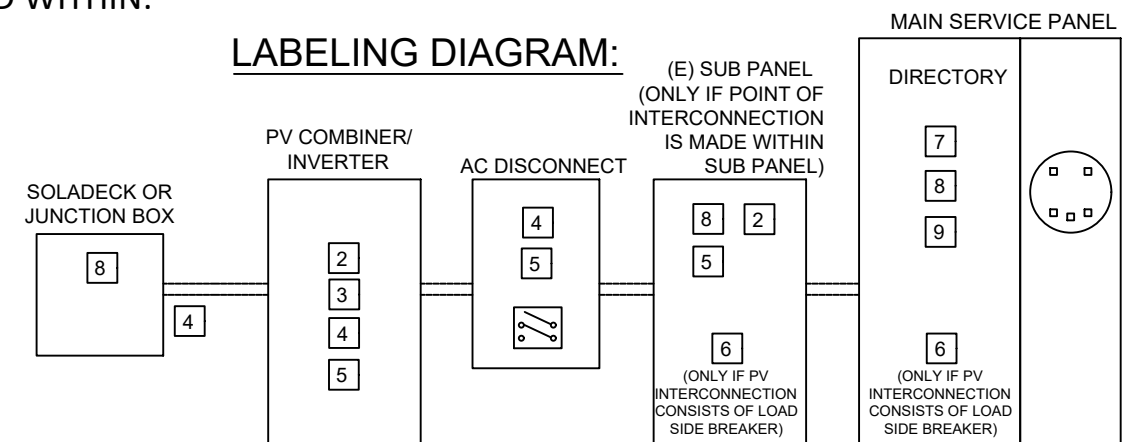 D WITHIN.
LABELING DIAGRAM:
SOLADECK OR
JUNCTION BOX
8
4
PV COMBINER/
INVERTER
2
3
4
5
AC DISCONNECT
4
5
(E) SUB PANEL
(ONLY IF POINT OF
INTERCONNECTION
IS MADE WITHIN
SUB PANEL)
8 2
5
6
(ONLY IF PV
INTERCONNECTION
CONSISTS OF LOAD
SIDE BREAKER)
MAIN SERVICE PANEL
DIRECTORY
7
8
9
6
(ONLY IF PV
INTERCONNECTION
CONSISTS OF LOAD
SIDE BREAKER)